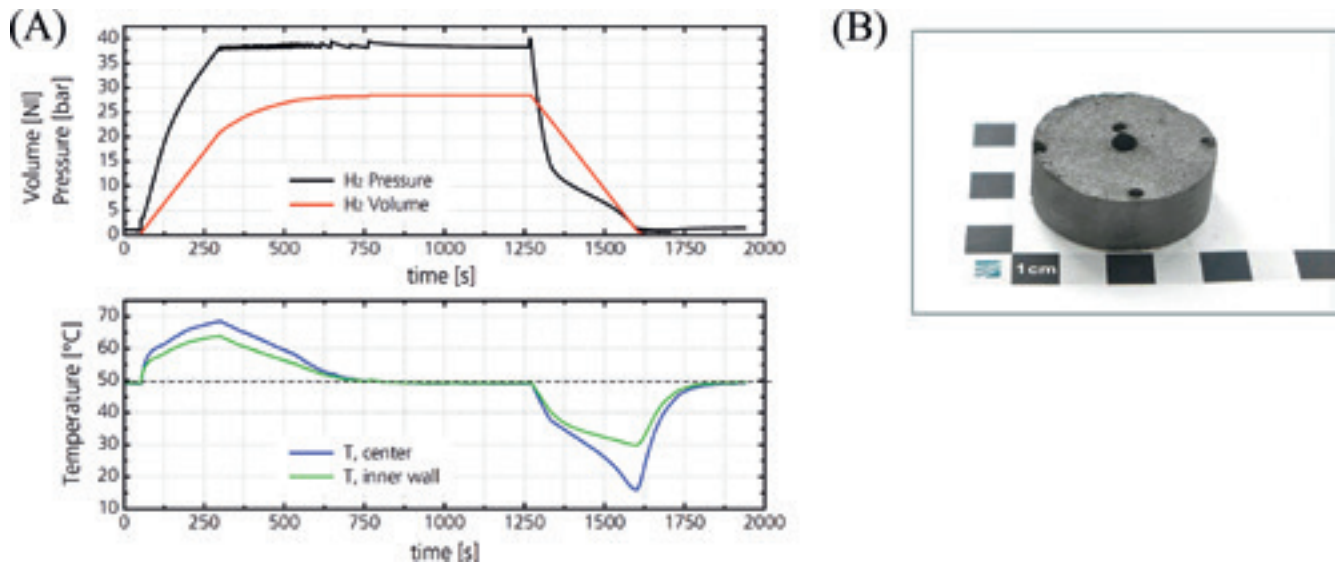 (A)
Volume [Nl]
Pressure [bar]
40
35
30
25
20
15
10
5
0
H₂ Pressure
H₂ Volume
0 250 500 750 1000 1250 1500 1750 2000
time [s]
Temperature [°C]
70
60
50
40
30
20
10
T, center
T, inner wall
0 250 500 750 1000 1250 1500 1750 2000
time [s]
(B)
1cm